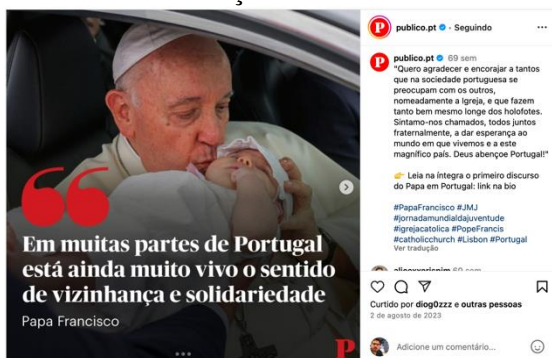 Em muitas partes de Portugal
está ainda muito vivo o sentido
de vizinhança e solidariedade
Papa Francisco
P
P publico.pt • Seguindo
P publico.pt 69 sem
"Quero agradecer e encorajar a tantos
que na sociedade portuguesa se
preocupam com os outros,
nomeadamente a Igreja, e que fazem
tanto bem mesmo longe dos holofotes.
Sintamo-nos chamados, todos juntos
fraternalmente, a dar esperança ao
mundo em que vivemos e a este
magnífico país. Deus abençoe Portugal!"
👉 Leia na íntegra o primeiro discurso
do Papa em Portugal: link na bio
#PapaFrancisco #JMJ
#jornadamundialdajuventude
#igrejacatolica #PopeFrancis
#catholicchurch #Lisbon #Portugal
Ver tradução
Curtido por diog0zzz e outras pessoas
2 de agosto de 2023
Adicione um comentário...